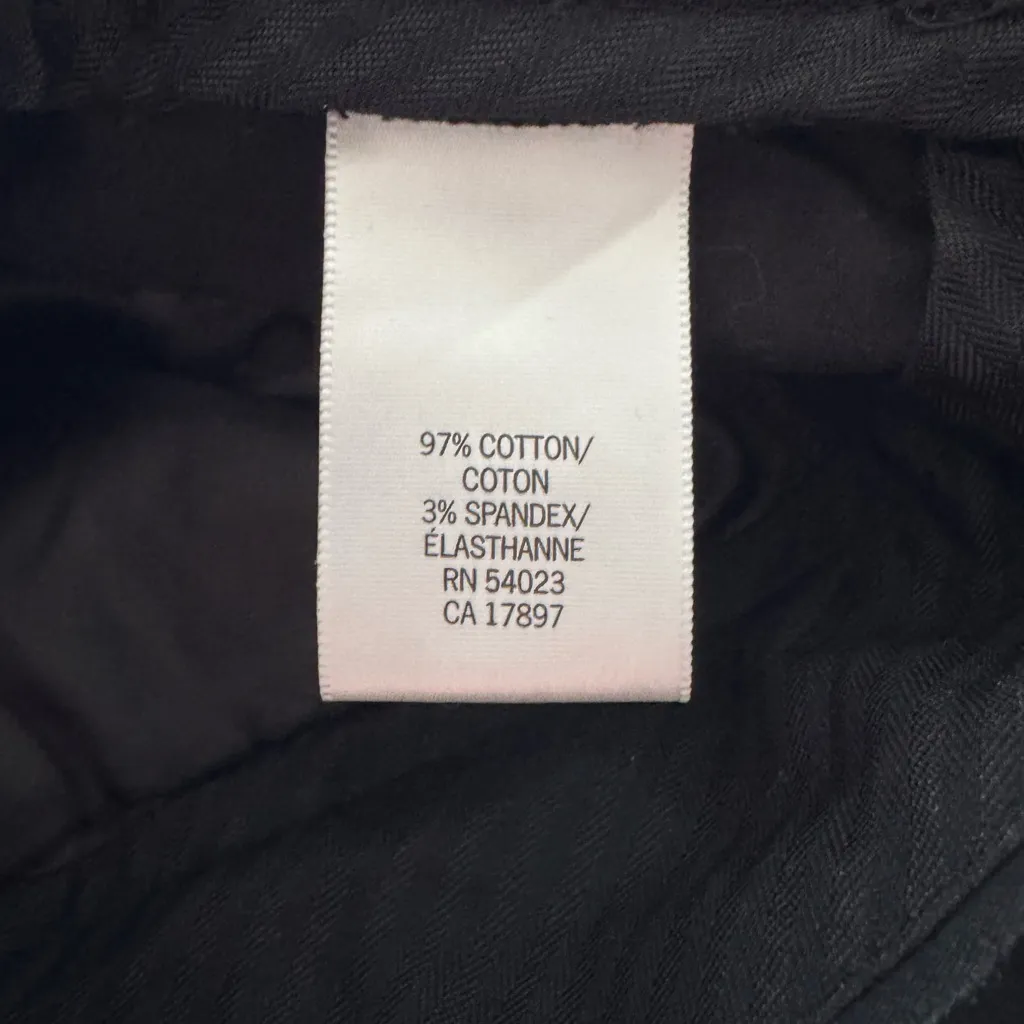 97% COTTON/
COTON
3% SPANDEX/
ÉLASTHANNE
RN 54023
CA 17897